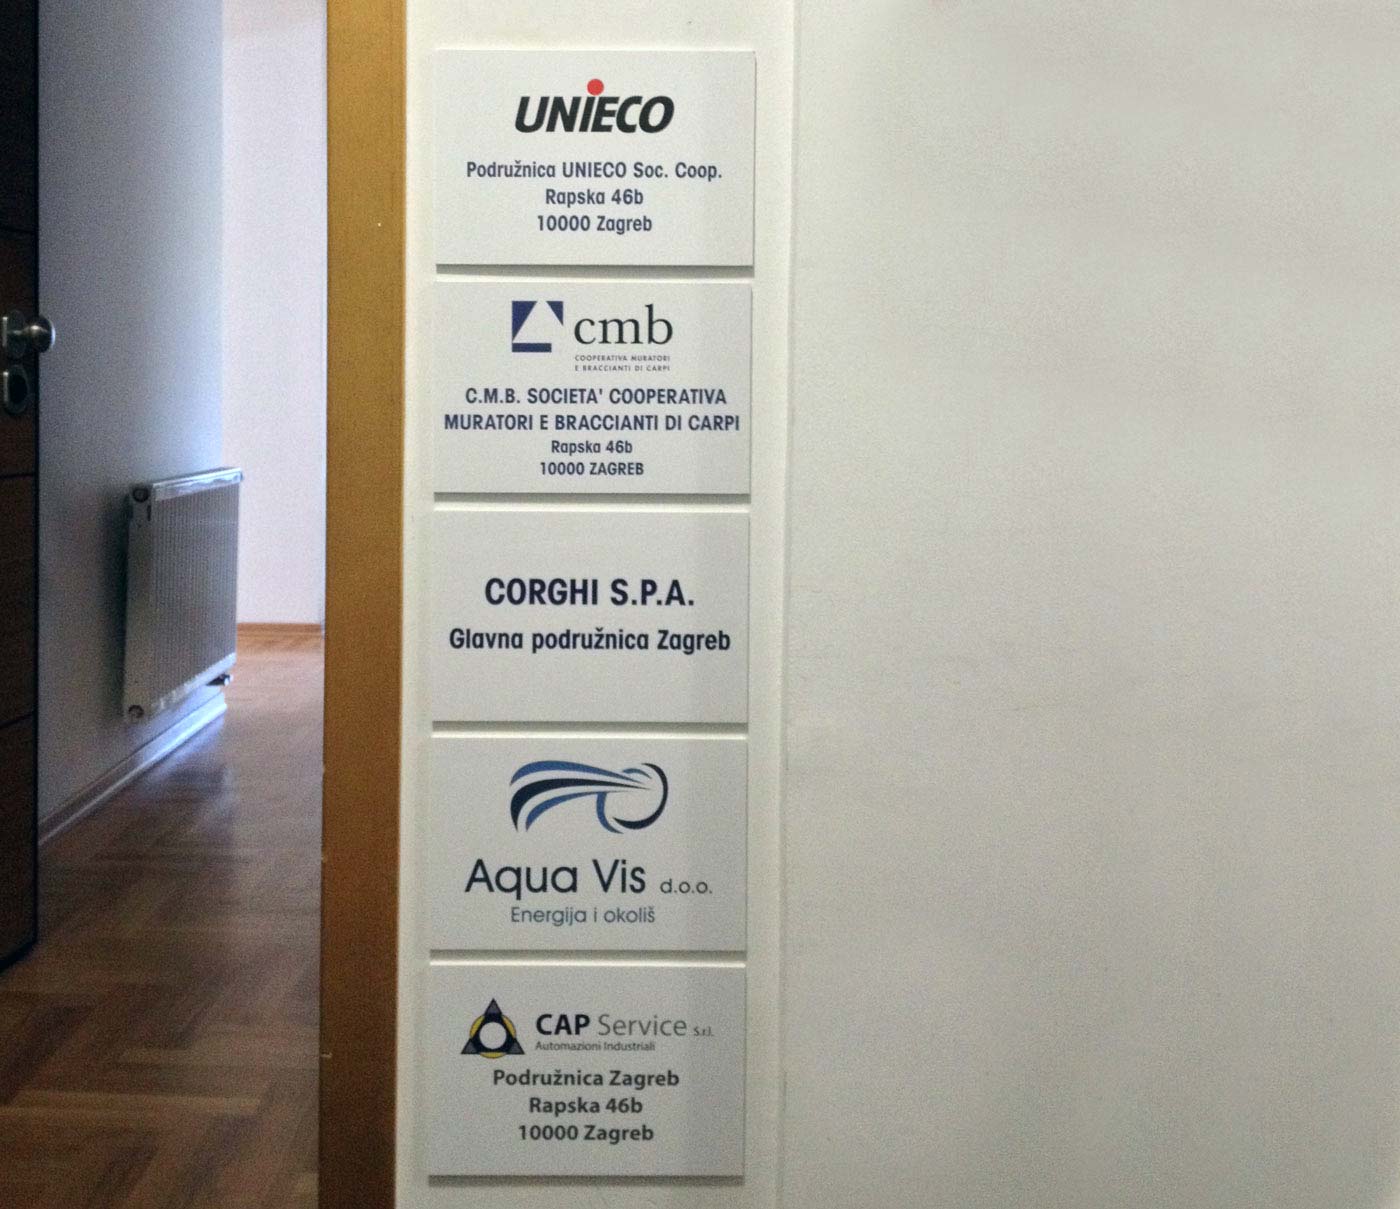 UNIECO
Podružnica UNIECO Soc. Coop.
Rapska 46b
10000 Zagreb
cmb
COOPERATIVA MURATORI
E BRACCIANTI DI CARPI
C.M.B. SOCIETA' COOPERATIVA
MURATORI E BRACCIANTI DI CARPI
Rapska 46b
10000 ZAGREB
CORGHI S.P.A.
Glavna podružnica Zagreb
Aqua Vis d.o.o.
Energija i okoliš
CAP Service S.r.l.
Automazioni Industriali
Podružnica Zagreb
Rapska 46b
10000 Zagreb